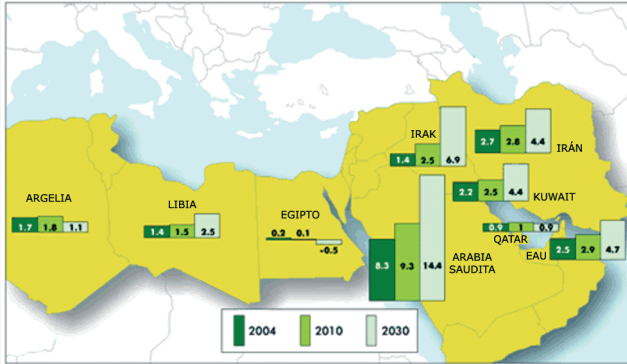 IRAK
1.4 2.5 6.9
2.7 2.8 4.4
IRÁN
ARGELIA
1.7 1.8 1.1
LIBIA
1.4 1.5 2.5
EGIPTO
0.2 0.1
-0.5
2.2 2.5 4.4
KUWAIT
0.9 1 0.9
QATAR
EAU
2.5 2.9 4.7
8.3 9.3 14.4
ARABIA
SAUDITA
2004 2010 2030